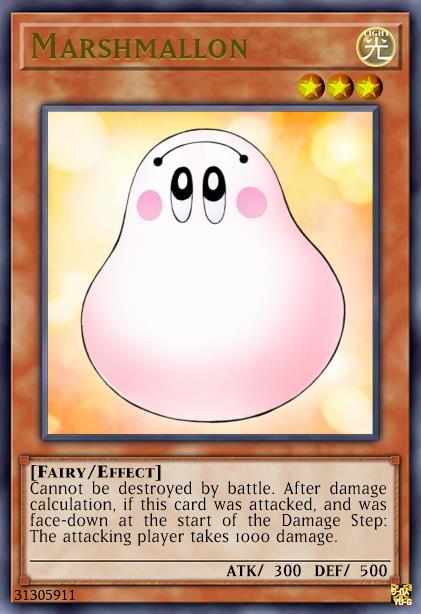 Marshmallon
LIGHT
光
[Fairy/Effect]
Cannot be destroyed by battle. After damage
calculation, if this card was attacked, and was
face-down at the start of the Damage Step:
The attacking player takes 1000 damage.
ATK/ 300 DEF/ 500
31305911